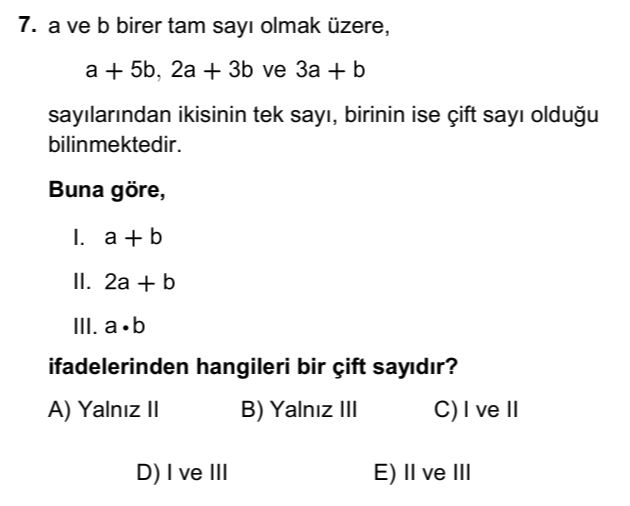 7. a ve b birer tam sayı olmak üzere,
a + 5b, 2a + 3b ve 3a + b
sayılarından ikisinin tek sayı, birinin ise çift sayı olduğu
bilinmektedir.
Buna göre,
I. a + b
II. 2a + b
III. a • b
ifadelerinden hangileri bir çift sayıdır?
A) Yalnız II B) Yalnız III C) I ve II
D) I ve III E) II ve III